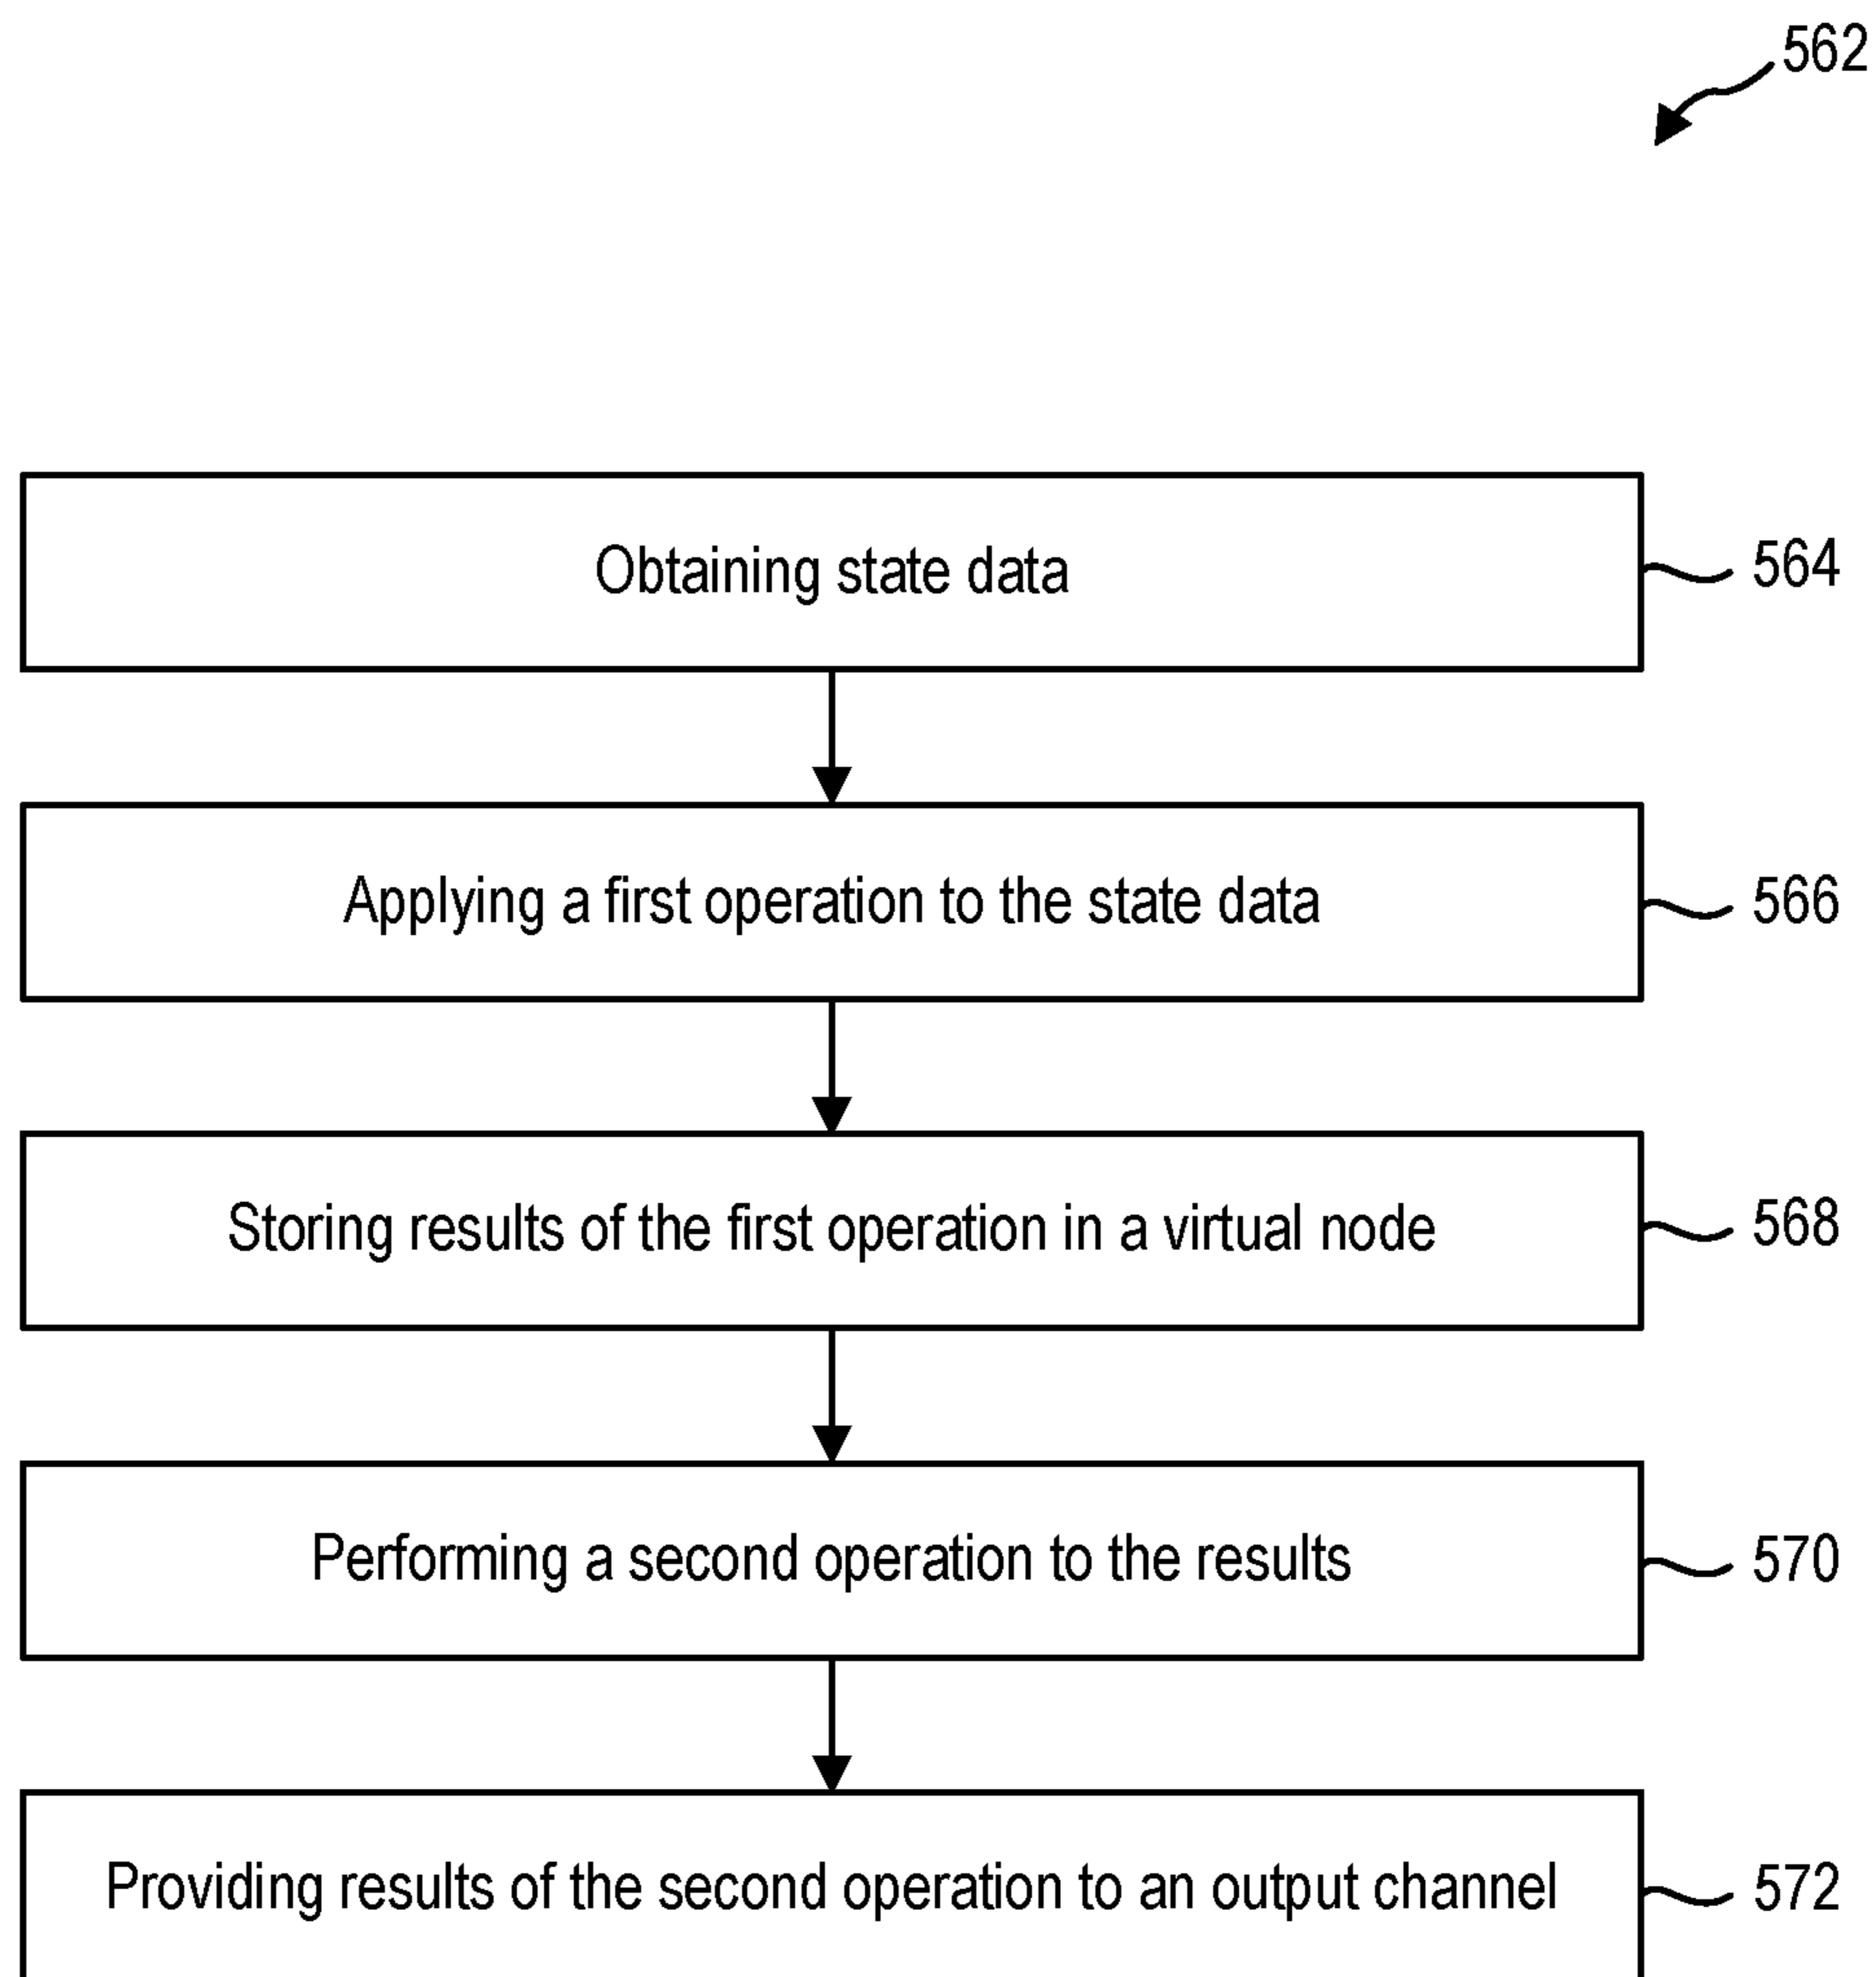 562
Obtaining state data
564
Applying a first operation to the state data
566
Storing results of the first operation in a virtual node
568
Performing a second operation to the results
570
Providing results of the second operation to an output channel
572